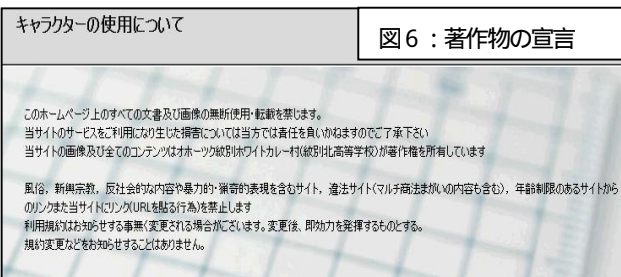 キャラクターの使用について
図6：著作物の宣言
このホームページ上のすべての文書及び画像の無断使用・転載を禁じます。
当サイトのサービスをご利用になり生じた損害については当方では責任を負いかねますのでご了承下さい
当サイトの画像及び全てのコンテンツはオホーツク紋別ホワイトカレー村(紋別北高等学校)が著作権を所有しています
風俗，新興宗教，反社会的な内容や暴力的・猟奇的表現を含むサイト，違法サイト(マルチ商法まがいの内容も含む)，年齢制限のあるサイトから
のリンクまた当サイトにリンク(URLを貼る行為)を禁止します
利用規約はお知らせする事無く変更される場合がございます。変更後、即効力を発揮するものとする。
規約変更などをお知らせすることはありません。